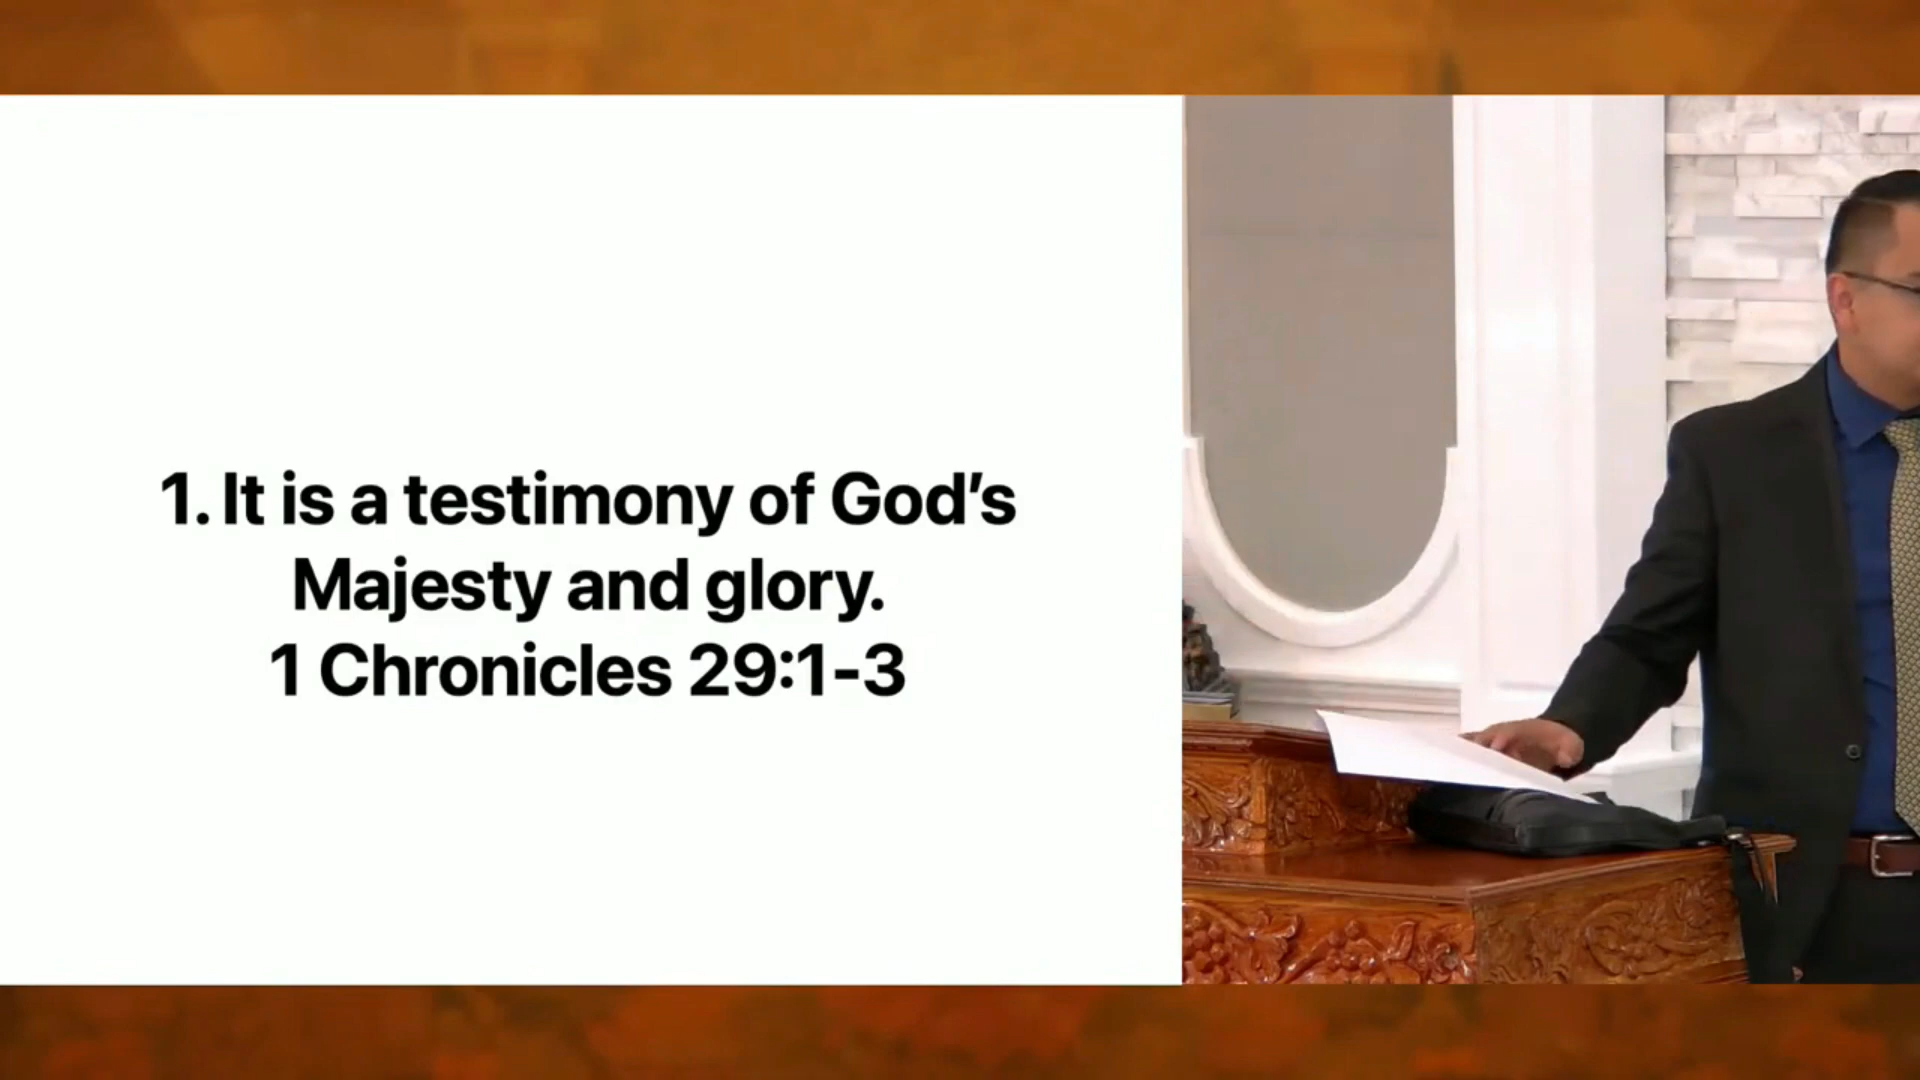 1. It is a testimony of God’s
Majesty and glory.
1 Chronicles 29:1-3